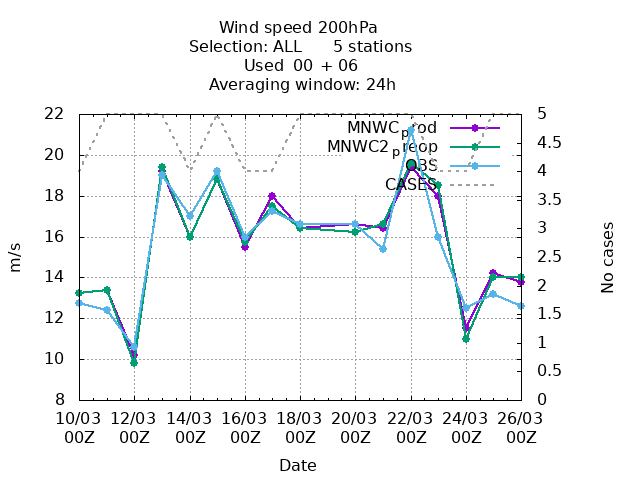 Wind speed 200hPa
Selection: ALL 5 stations
Used 00 + 06
Averaging window: 24h
22
20
18
16
14
12
10
8
m/s
5
4.5
4
3.5
3
2.5
2
1.5
1
0.5
0
No cases
MNWC_prod
MNWC2_preop
OBS
CASES
10/03 12/03 14/03 16/03 18/03 20/03 22/03 24/03 26/03
00Z 00Z 00Z 00Z 00Z 00Z 00Z 00Z 00Z
Date